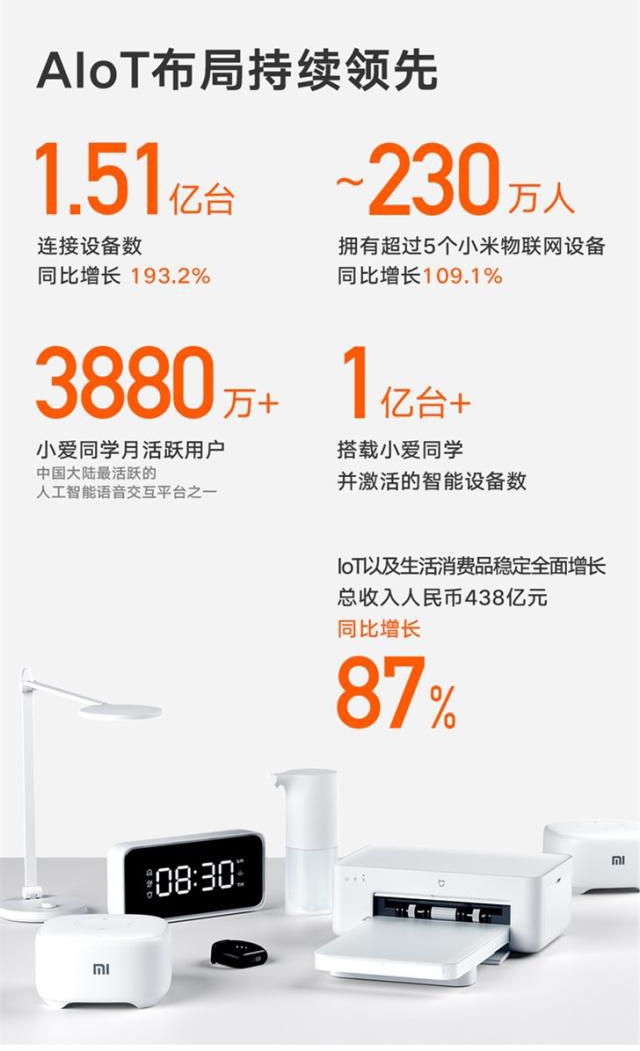 AIoT布局持续领先
1.51亿台
连接设备数
同比增长 193.2%
~230万人
拥有超过5个小米物联网设备
同比增长109.1%
3880万+
小爱同学月活跃用户
中国大陆最活跃的
人工智能语音交互平台之一
1亿台+
搭载小爱同学
并激活的智能设备数
IoT以及生活消费品稳定全面增长
总收入人民币438亿元
同比增长
87%
08:30
mi
mi